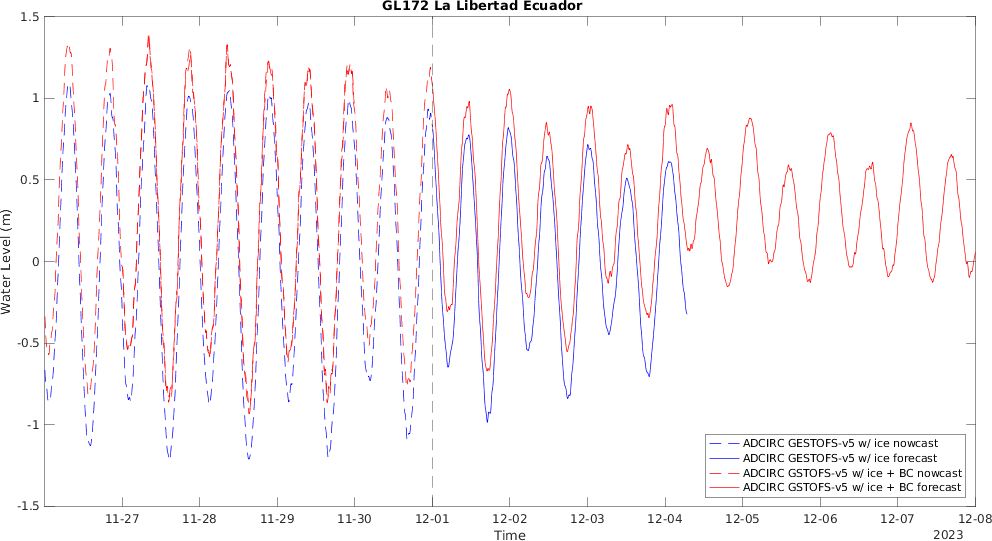 GL172 La Libertad Ecuador
1.5
1
0.5
0
-0.5
-1
-1.5
Water Level (m)
ADCIRC GESTOFS-v5 w/ ice nowcast
ADCIRC GESTOFS-v5 w/ ice forecast
ADCIRC GSTOFS-v5 w/ ice + BC nowcast
ADCIRC GSTOFS-v5 w/ ice + BC forecast
11-27 11-28 11-29 11-30 12-01 12-02 12-03 12-04 12-05 12-06 12-07 12-08
Time
2023